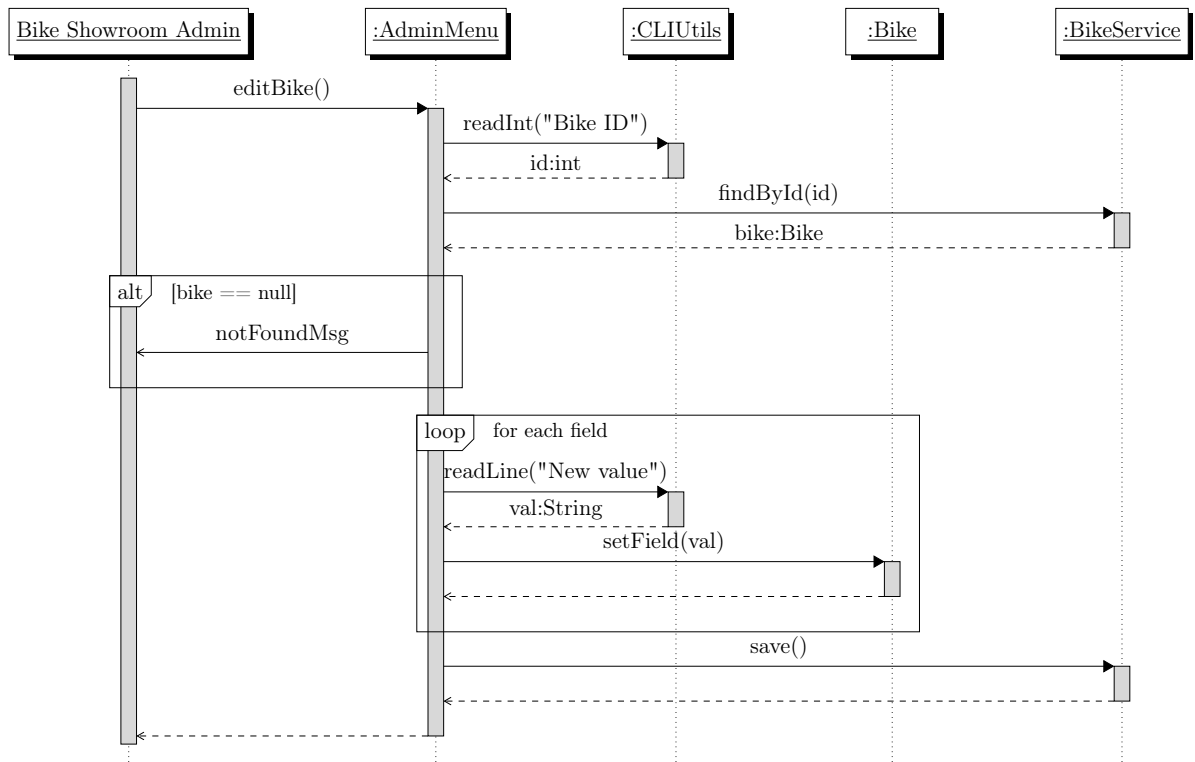 Bike Showroom Admin
:AdminMenu
:CLIUtils
:Bike
:BikeService
editBike()
readInt("Bike ID")
id:int
findById(id)
bike:Bike
alt [bike == null]
notFoundMsg
loop for each field
readLine("New value")
val:String
setField(val)
save()